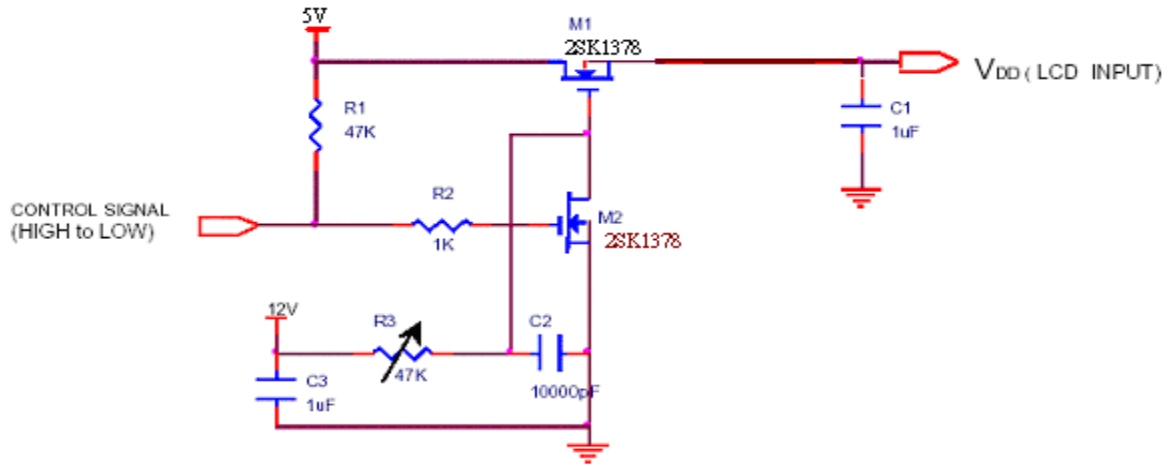 5V
M1
2SK1378
VDD ( LCD INPUT)
R1
47K
C1
1uF
CONTROL SIGNAL
(HIGH to LOW)
R2
1K
M2
2SK1378
12V
R3
47K
C2
10000pF
C3
1uF